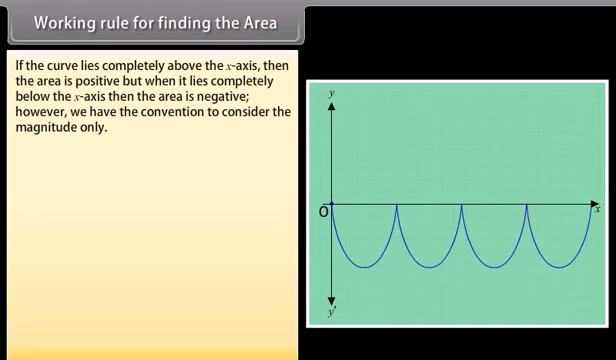 Working rule for finding the Area
If the curve lies completely above the x-axis, then
the area is positive but when it lies completely
below the x-axis then the area is negative;
however, we have the convention to consider the
magnitude only.
y
O
x
y'